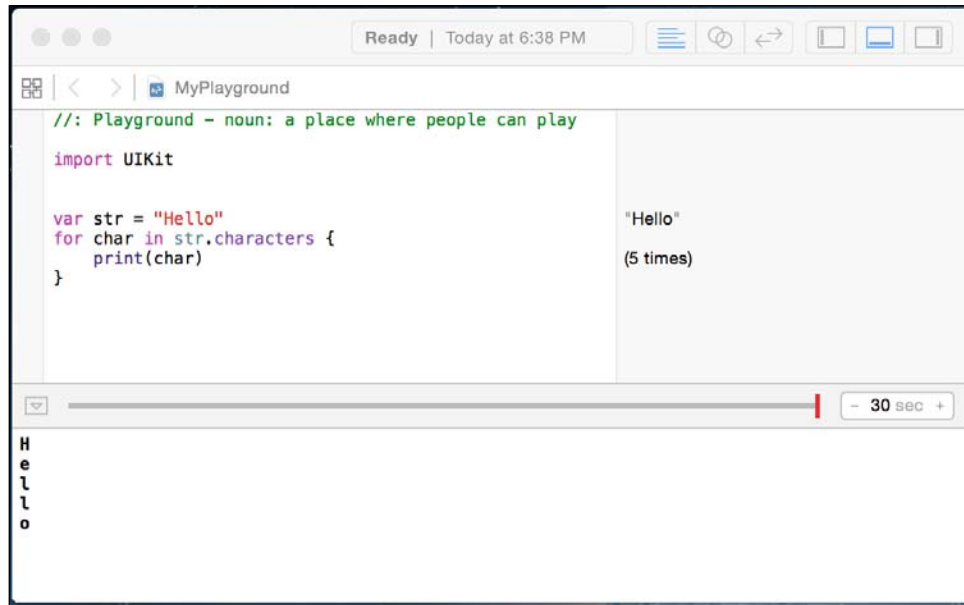 Ready | Today at 6:38 PM
MyPlayground
//: Playground – noun: a place where people can play
import UIKit
var str = "Hello"
"Hello"
for char in str.characters {
print(char)
(5 times)
}
- 30 sec +
H
e
l
l
o